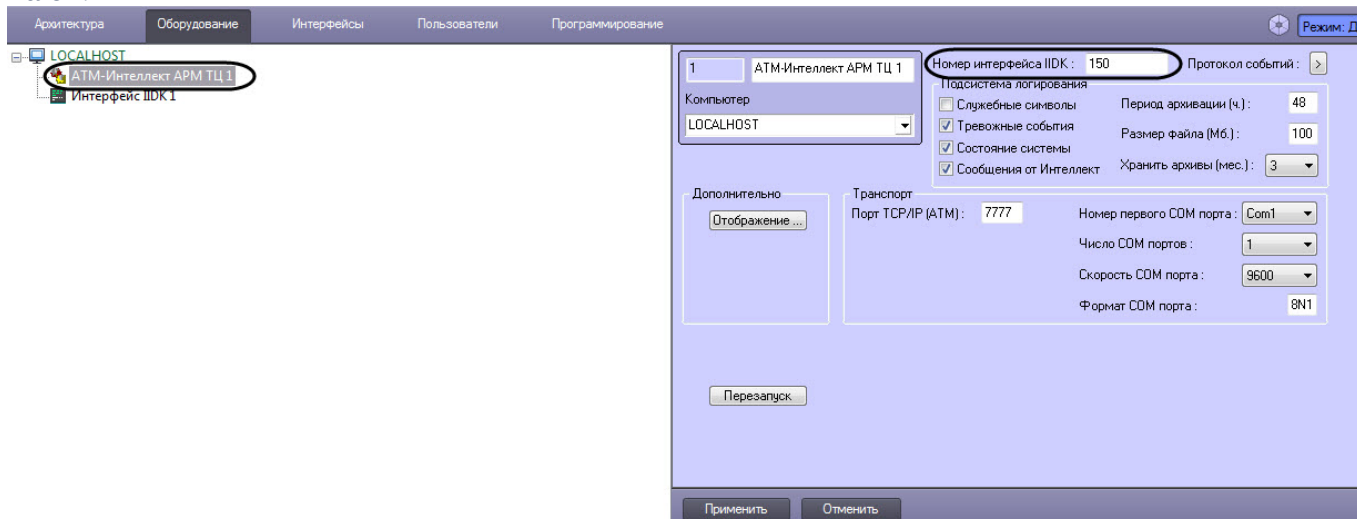 Архитектура Оборудование Интерфейсы Пользователи Программирование Режим: Д
LOCALHOST
АТМ-Интеллект АРМ ТЦ 1
Интерфейс IIDK 1
1 АТМ-Интеллект АРМ ТЦ 1
Компьютер
LOCALHOST
Номер интерфейса IIDK : 150 Протокол событий : >
Подсистема логирования
Служебные символы Период архивации (ч.) : 48
Тревожные события Размер файла (Мб.) : 100
Состояние системы
Сообщения от Интеллект Хранить архивы (мес.) : 3
Дополнительно
Отображение ...
Транспорт
Порт TCP/IP (АТМ) : 7777 Номер первого COM порта : Com1
Число COM портов : 1
Скорость COM порта : 9600
Формат COM порта : 8N1
Перезапуск
Применить Отменить